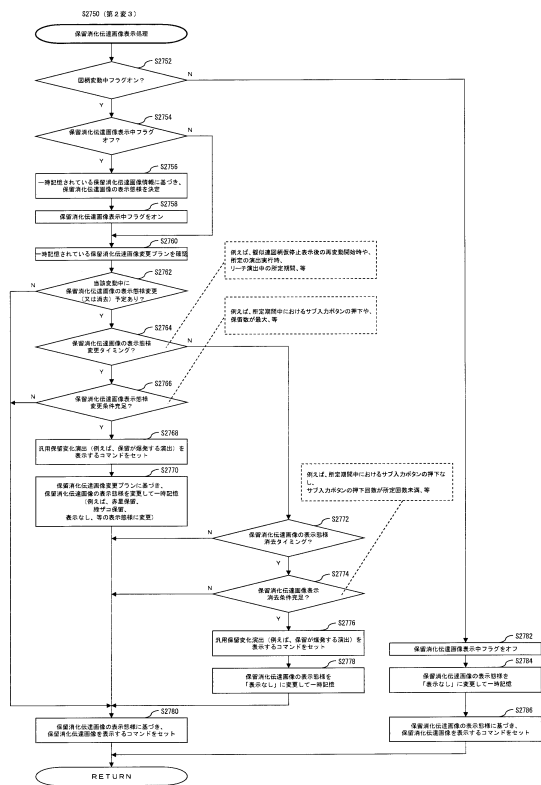 S2750（第２変３）
保留消化伝達画像表示処理
S2752
図柄変動中フラグオン？
N
Y
S2754
保留消化伝達画像表示中フラグ
オフ？
N
Y
S2756
一時記憶されている保留消化伝達画像情報に基づき、
保留消化伝達画像の表示態様を決定
S2758
保留消化伝達画像表示中フラグをオン
S2760
一時記憶されている保留消化伝達画像変更プランを確認
例えば、擬似連図柄仮停止表示後の再変動開始時や、
所定の演出実行時、
リーチ演出中の所定期間、等
S2762
当該変動中に
保留消化伝達画像の表示態様変更
（又は消去）予定あり？
N
Y
例えば、所定期間中におけるサブ入力ボタンの押下や、
保留数が最大、等
S2764
保留消化伝達画像の表示態様
変更タイミング？
N
Y
S2766
保留消化伝達画像表示態様
変更条件充足？
N
Y
S2768
汎用保留変化演出（例えば、保留が爆発する演出）を
表示するコマンドをセット
S2770
保留消化伝達画像変更プランに基づき、
保留消化伝達画像の表示態様を変更して一時記憶
（例えば、赤星保留、
緑ザコ保留、
表示なし、等の表示態様に変更）
例えば、所定期間中におけるサブ入力ボタンの押下な
し、
サブ入力ボタンの押下回数が所定回数未満、等
S2772
保留消化伝達画像の表示態様
消去タイミング？
N
Y
S2774
保留消化伝達画像表示
消去条件充足？
N
Y
S2776
汎用保留変化演出（例えば、保留が爆発する演出）を
表示するコマンドをセット
S2778
保留消化伝達画像の表示態様を
「表示なし」に変更して一時記憶
S2780
保留消化伝達画像の表示態様に基づき、
保留消化伝達画像を表示するコマンドをセット
S2782
保留消化伝達画像表示中フラグをオフ
S2784
保留消化伝達画像の表示態様を
「表示なし」に変更して一時記憶
S2786
保留消化伝達画像の表示態様に基づき、
保留消化伝達画像を表示するコマンドをセット
RETURN